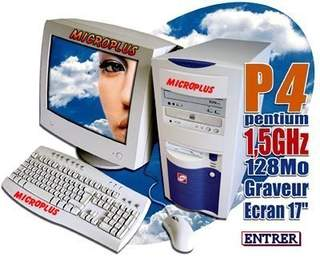 MICROPLUS
MICROPLUS
P4
pentium
1,5GHz
128Mo
Graveur
Ecran 17"
MICROPLUS
ENTRER